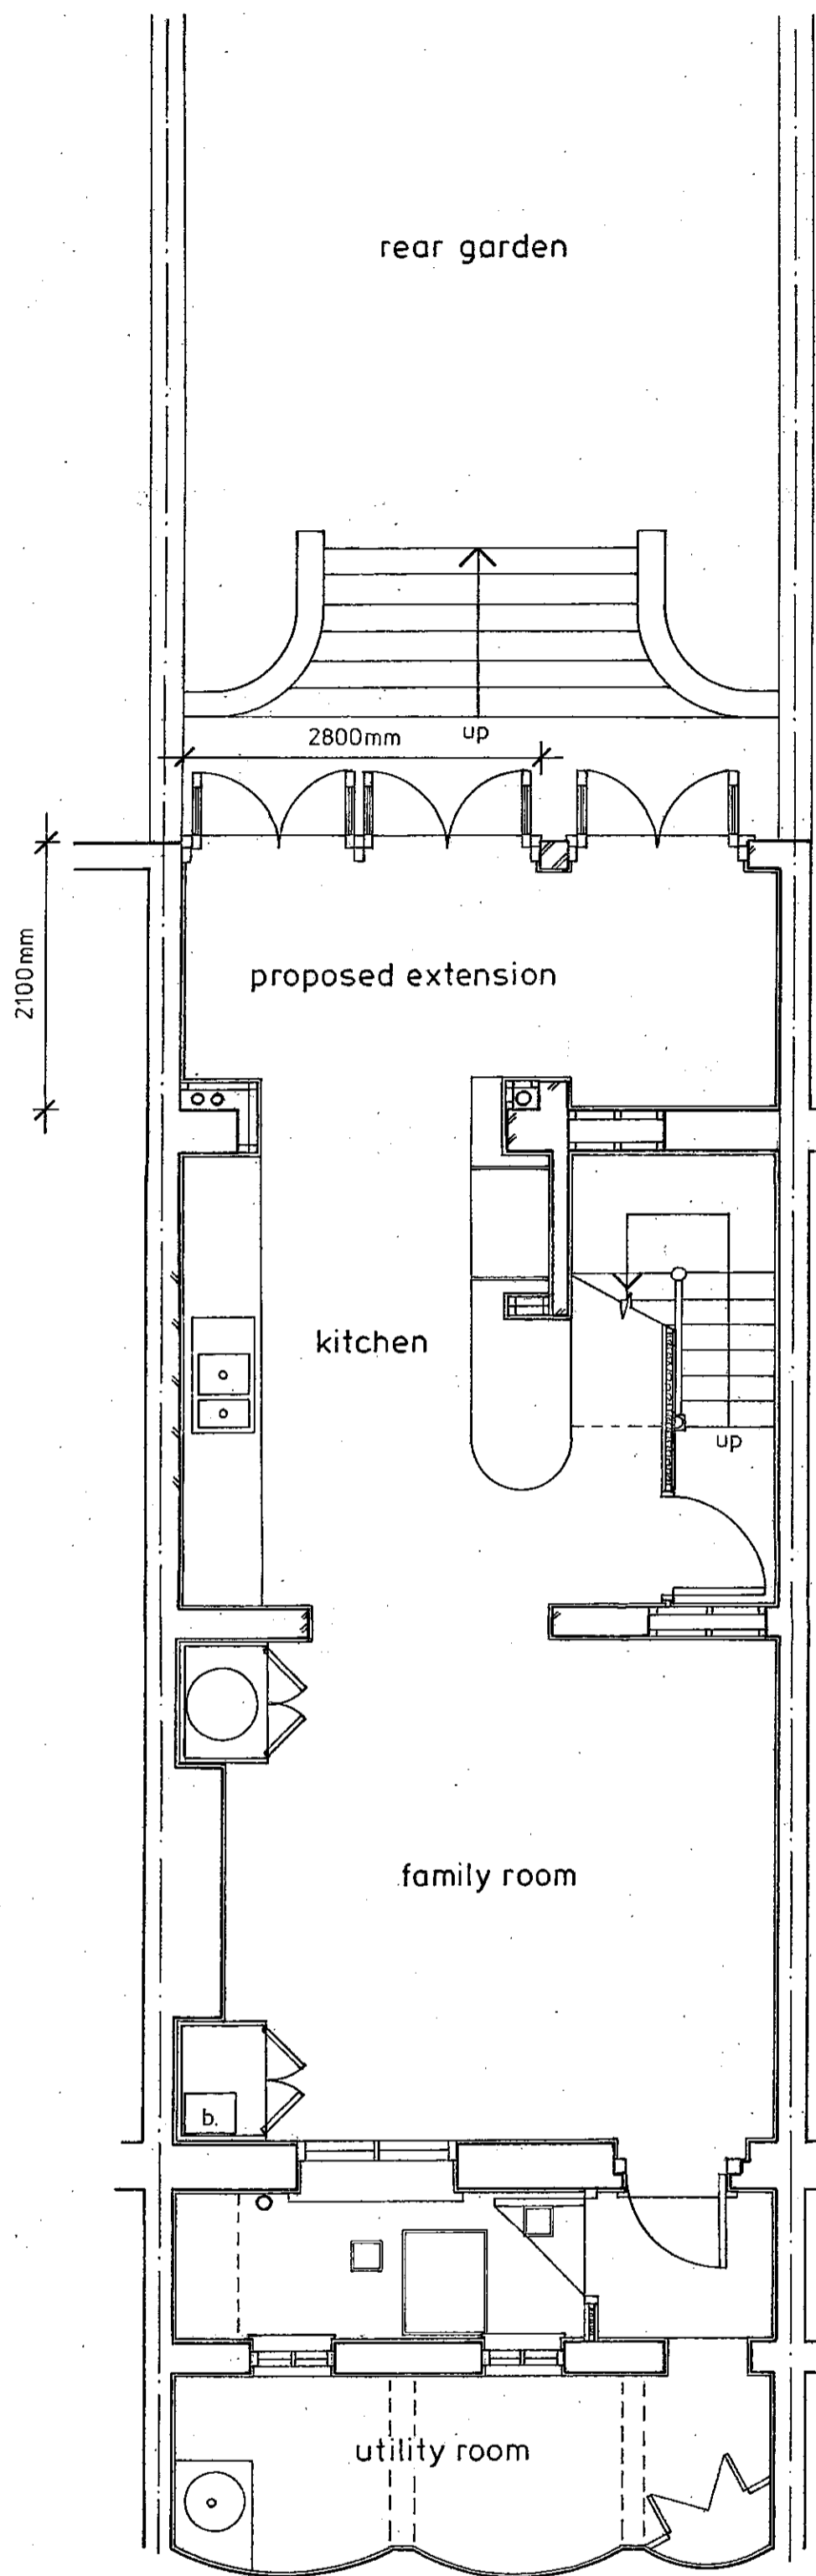 rear garden
2800mm
up
2100mm
proposed extension
kitchen
up
family room
b.
utility room